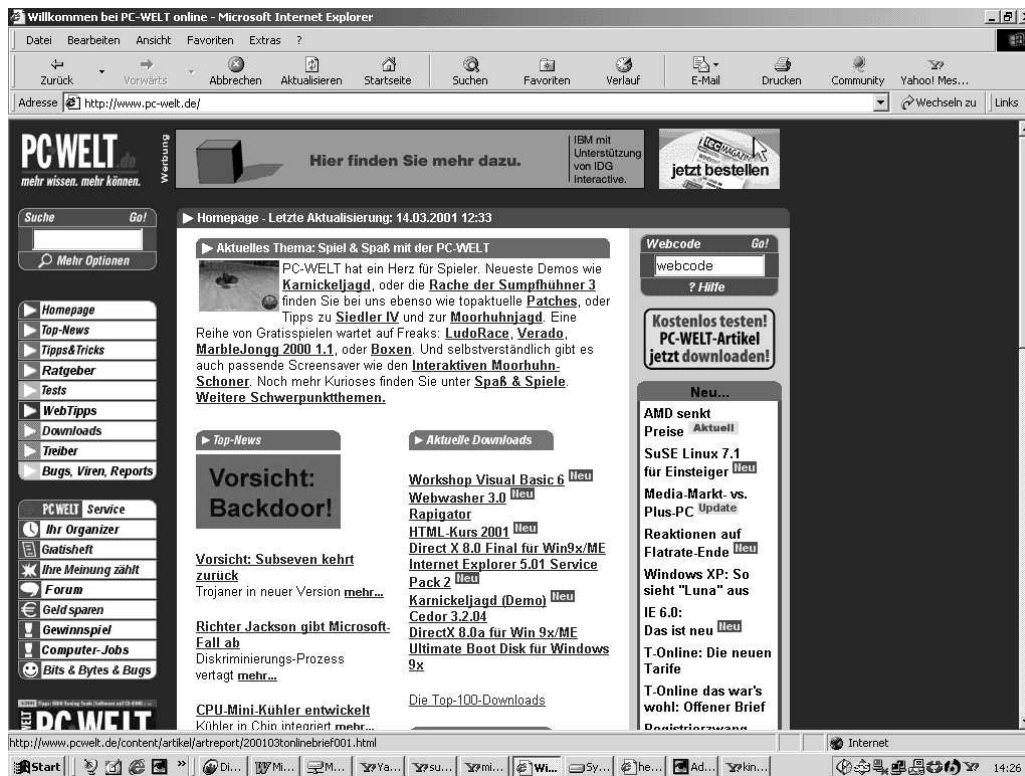 Willkommen bei PC-WELT online - Microsoft Internet Explorer
Datei Bearbeiten Ansicht Favoriten Extras ?
Zurück Vorwärts Abbrechen Aktualisieren Startseite Suchen Favoriten Verlauf E-Mail Drucken Community Yahoo! Mes...
Adresse http://www.pc-welt.de/ Wechseln zu Links
PC WELT.de
mehr wissen. mehr können.
Werbung
Hier finden Sie mehr dazu.
IBM mit
Unterstützung
von IDG
Interactive.
jetzt bestellen
Suche Go!
Mehr Optionen
Homepage
Top-News
Tipps&Tricks
Ratgeber
Tests
WebTipps
Downloads
Treiber
Bugs, Viren, Reports
PC WELT Service
Ihr Organizer
Gratisheft
Ihre Meinung zählt
Forum
Geld sparen
Gewinnspiel
Computer-Jobs
Bits & Bytes & Bugs
PC WELT
Homepage - Letzte Aktualisierung: 14.03.2001 12:33
Aktuelles Thema: Spiel & Spaß mit der PC-WELT
PC-WELT hat ein Herz für Spieler. Neueste Demos wie
Karnickeljagd, oder die Rache der Sumpfhühner 3
finden Sie bei uns ebenso wie topaktuelle Patches, oder
Tipps zu Siedler IV und zur Moorhuhnjagd. Eine
Reihe von Gratisspielen wartet auf Freaks: LudoRace, Verado,
MarbleJongg 2000 1.1, oder Boxen. Und selbstverständlich gibt es
auch passende Screensaver wie den Interaktiven Moorhuhn-
Schoner. Noch mehr Kurioses finden Sie unter Spaß & Spiele.
Weitere Schwerpunktthemen.
Top-News
Vorsicht:
Backdoor!
Vorsicht: Subseven kehrt
zurück
Trojaner in neuer Version mehr...
Richter Jackson gibt Microsoft-
Fall ab
Diskriminierungs-Prozess
vertagt mehr...
CPU-Mini-Kühler entwickelt
Kühler in Chip integriert mehr...
Aktuelle Downloads
Workshop Visual Basic 6 Neu
Webwasher 3.0 Neu
Rapigator
HTML-Kurs 2001 Neu
Direct X 8.0 Final für Win9x/ME
Internet Explorer 5.01 Service
Pack 2 Neu
Karnickeljagd (Demo) Neu
Cedor 3.2.04
DirectX 8.0a für Win 9x/ME
Ultimate Boot Disk für Windows
9x
Die Top-100-Downloads
Webcode Go!
webcode
? Hilfe
Kostenlos testen!
PC-WELT-Artikel
jetzt downloaden!
Neu...
AMD senkt
Preise Aktuell
SuSE Linux 7.1
für Einsteiger Neu
Media-Markt- vs.
Plus-PC Update
Reaktionen auf
Flatrate-Ende Neu
Windows XP: So
sieht "Luna" aus
IE 6.0:
Das ist neu Neu
T-Online: Die neuen
Tarife
T-Online das war's
wohl: Offener Brief
Registrierzwang
http://www.pcwelt.de/content/artikel/artreport/200103tonlinebrief001.html Internet
Start » Di... Mi... M... Ya... su... mi... Wi... Sy... he... Ad... kin... 14:26